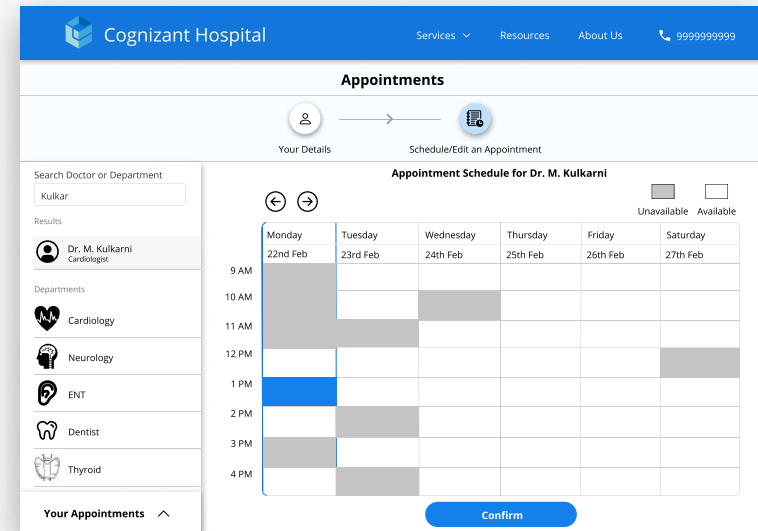 Cognizant Hospital
Services
Resources
About Us
9999999999
Appointments
Your Details
Schedule/Edit an Appointment
Search Doctor or Department
Kulkar
Results
Dr. M. Kulkarni
Cardiologist
Departments
Cardiology
Neurology
ENT
Dentist
Thyroid
Your Appointments
Appointment Schedule for Dr. M. Kulkarni
Unavailable Available
Monday Tuesday Wednesday Thursday Friday Saturday
22nd Feb 23rd Feb 24th Feb 25th Feb 26th Feb 27th Feb
9 AM
10 AM
11 AM
12 PM
1 PM
2 PM
3 PM
4 PM
Confirm